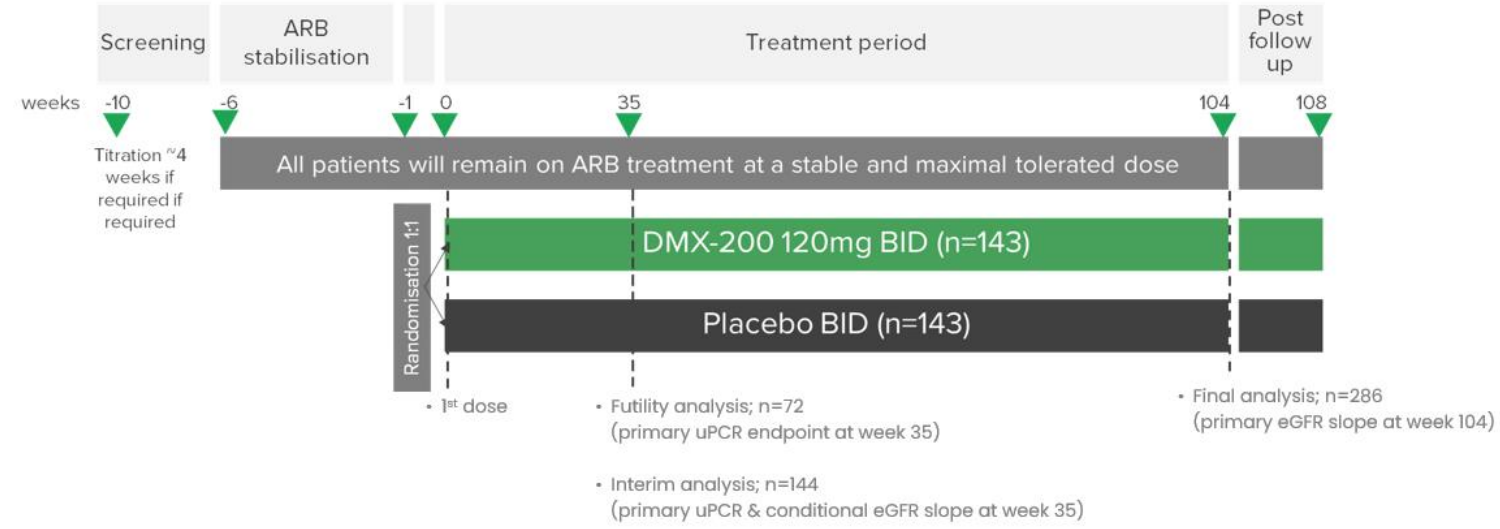 Screening
ARB
stabilisation
Treatment period
Post
follow
up
weeks -10 -6 -1 0 35 104 108
Titration ~4
weeks if
required if
required
All patients will remain on ARB treatment at a stable and maximal tolerated dose
Randomisation 1:1
DMX-200 120mg BID (n=143)
Placebo BID (n=143)
• 1st dose
• Futility analysis; n=72
(primary uPCR endpoint at week 35)
• Interim analysis; n=144
(primary uPCR & conditional eGFR slope at week 35)
• Final analysis; n=286
(primary eGFR slope at week 104)